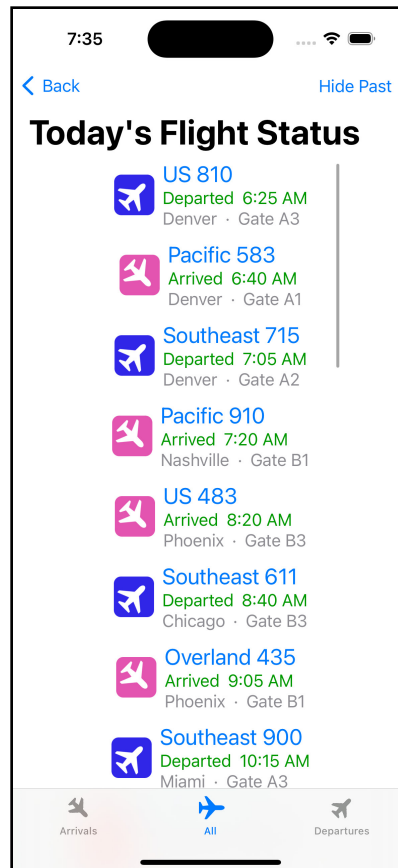 7:35
Back
Hide Past
Today's Flight Status
US 810
Departed 6:25 AM
Denver · Gate A3
Pacific 583
Arrived 6:40 AM
Denver · Gate A1
Southeast 715
Departed 7:05 AM
Denver · Gate A2
Pacific 910
Arrived 7:20 AM
Nashville · Gate B1
US 483
Arrived 8:20 AM
Phoenix · Gate B3
Southeast 611
Departed 8:40 AM
Chicago · Gate B3
Overland 435
Arrived 9:05 AM
Phoenix · Gate B1
Southeast 900
Departed 10:15 AM
Miami · Gate A3
Arrivals
All
Departures